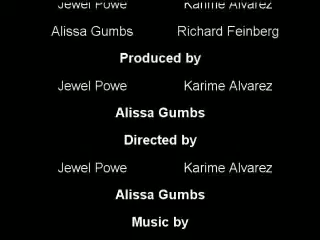 Jewel Powe Karime Alvarez
Alissa Gumbs Richard Feinberg
Produced by
Jewel Powe Karime Alvarez
Alissa Gumbs
Directed by
Jewel Powe Karime Alvarez
Alissa Gumbs
Music by